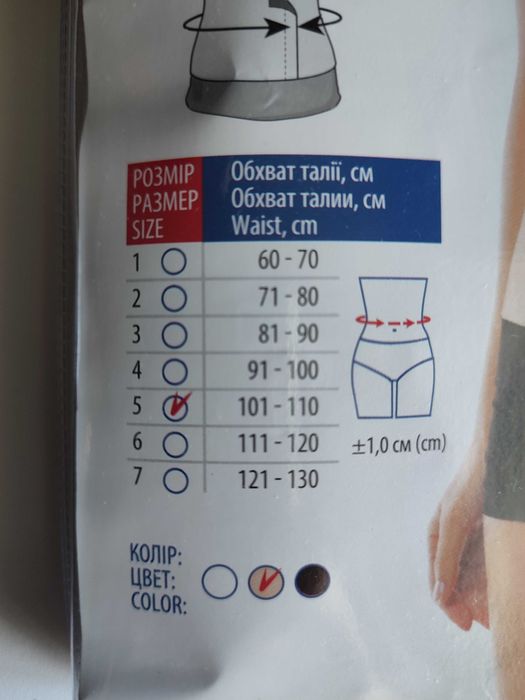 РОЗМІР
РАЗМЕР
SIZE
Обхват талії, см
Обхват талии, см
Waist, cm
1 60 - 70
2 71 - 80
3 81 - 90
4 91 - 100
5 101 - 110
6 111 - 120
7 121 - 130
±1,0 см (cm)
КОЛІР:
ЦВЕТ:
COLOR: